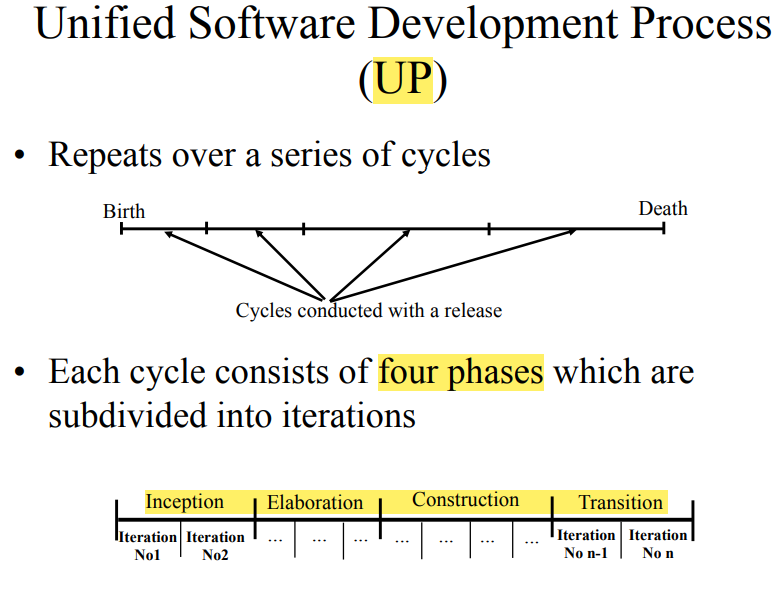 Unified Software Development Process
(UP)
• Repeats over a series of cycles
Birth
Death
Cycles conducted with a release
• Each cycle consists of four phases which are
subdivided into iterations
Inception Elaboration Construction Transition
Iteration Iteration ... ... ... ... ... ... ... Iteration Iteration
No1 No2 No n-1 No n